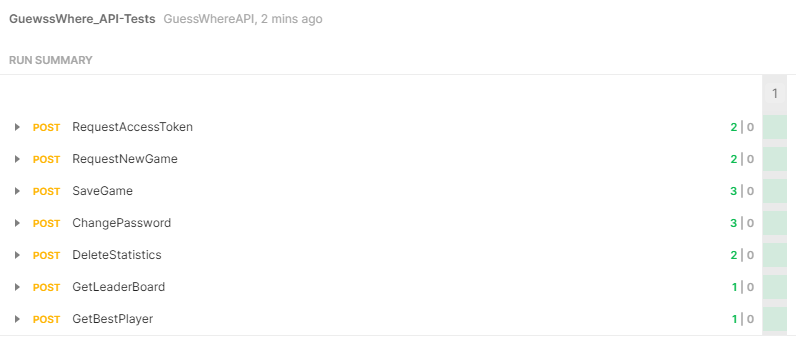 GuewssWhere_API-Tests GuessWhereAPI, 2 mins ago
RUN SUMMARY
1
POST RequestAccessToken 2 | 0
POST RequestNewGame 2 | 0
POST SaveGame 3 | 0
POST ChangePassword 3 | 0
POST DeleteStatistics 2 | 0
POST GetLeaderBoard 1 | 0
POST GetBestPlayer 1 | 0